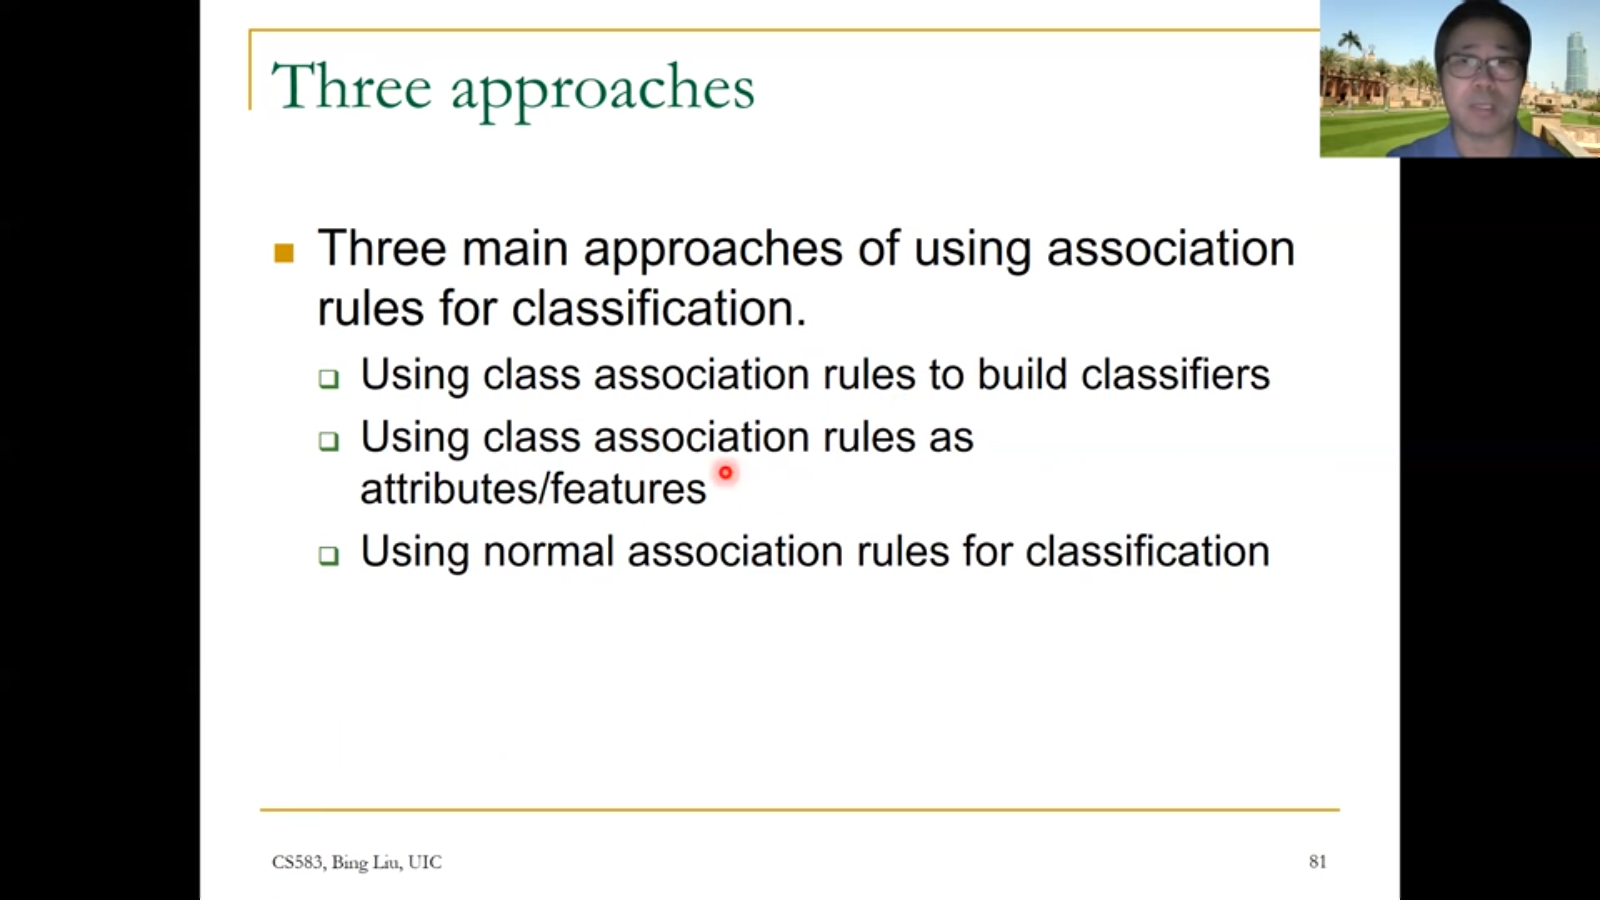 Three approaches
Three main approaches of using association
rules for classification.
Using class association rules to build classifiers
Using class association rules as
attributes/features
Using normal association rules for classification
CS583, Bing Liu, UIC
81